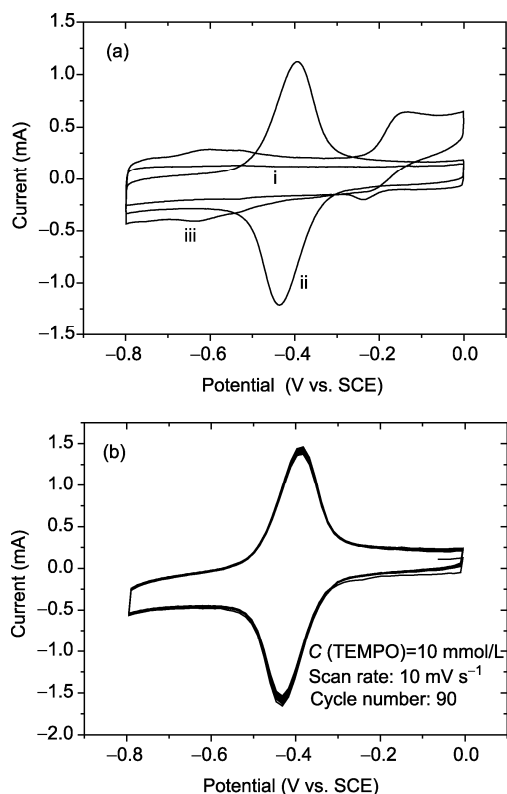 (a)
1.5
1.0
0.5
0.0
−0.5
−1.0
−1.5
Current (mA)
i
iii
ii
−0.8 −0.6 −0.4 −0.2 0.0
Potential (V vs. SCE)
(b)
1.5
1.0
0.5
0.0
−0.5
−1.0
−1.5
−2.0
Current (mA)
C (TEMPO)=10 mmol/L
Scan rate: 10 mV s⁻¹
Cycle number: 90
−0.8 −0.6 −0.4 −0.2 0.0
Potential (V vs. SCE)